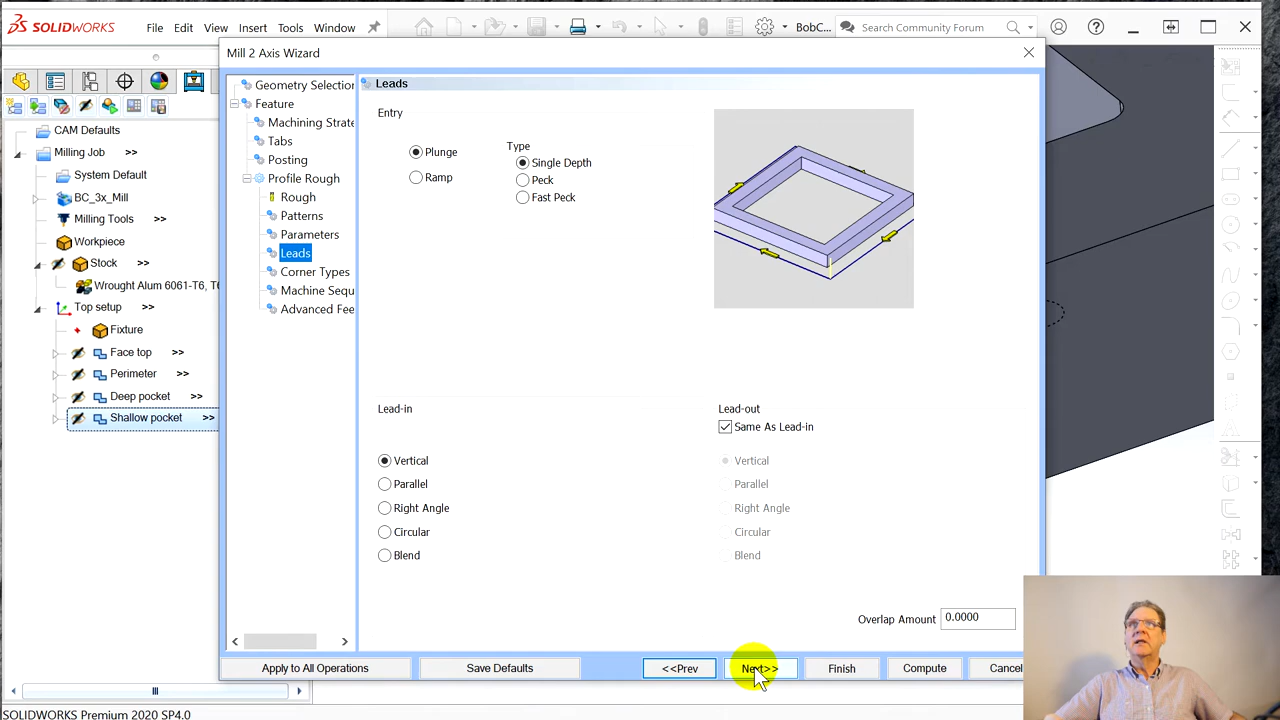 SOLIDWORKS File Edit View Insert Tools Window BobC... Search Community Forum
Mill 2 Axis Wizard
CAM Defaults
Milling Job >>
System Default
BC_3x_Mill
Milling Tools >>
Workpiece
Stock >>
Wrought Alum 6061-T6, T6
Top setup >>
Fixture
Face top >>
Perimeter >>
Deep pocket >>
Shallow pocket >>
Geometry Selection
Feature
Machining Strate
Tabs
Posting
Profile Rough
Rough
Patterns
Parameters
Leads
Corner Types
Machine Sequ
Advanced Fee
Leads
Entry
Plunge
Ramp
Type
Single Depth
Peck
Fast Peck
Lead-in
Vertical
Parallel
Right Angle
Circular
Blend
Lead-out
Same As Lead-in
Vertical
Parallel
Right Angle
Circular
Blend
Overlap Amount 0.0000
Apply to All Operations Save Defaults <<Prev Next>> Finish Compute Cancel
SOLIDWORKS Premium 2020 SP4.0